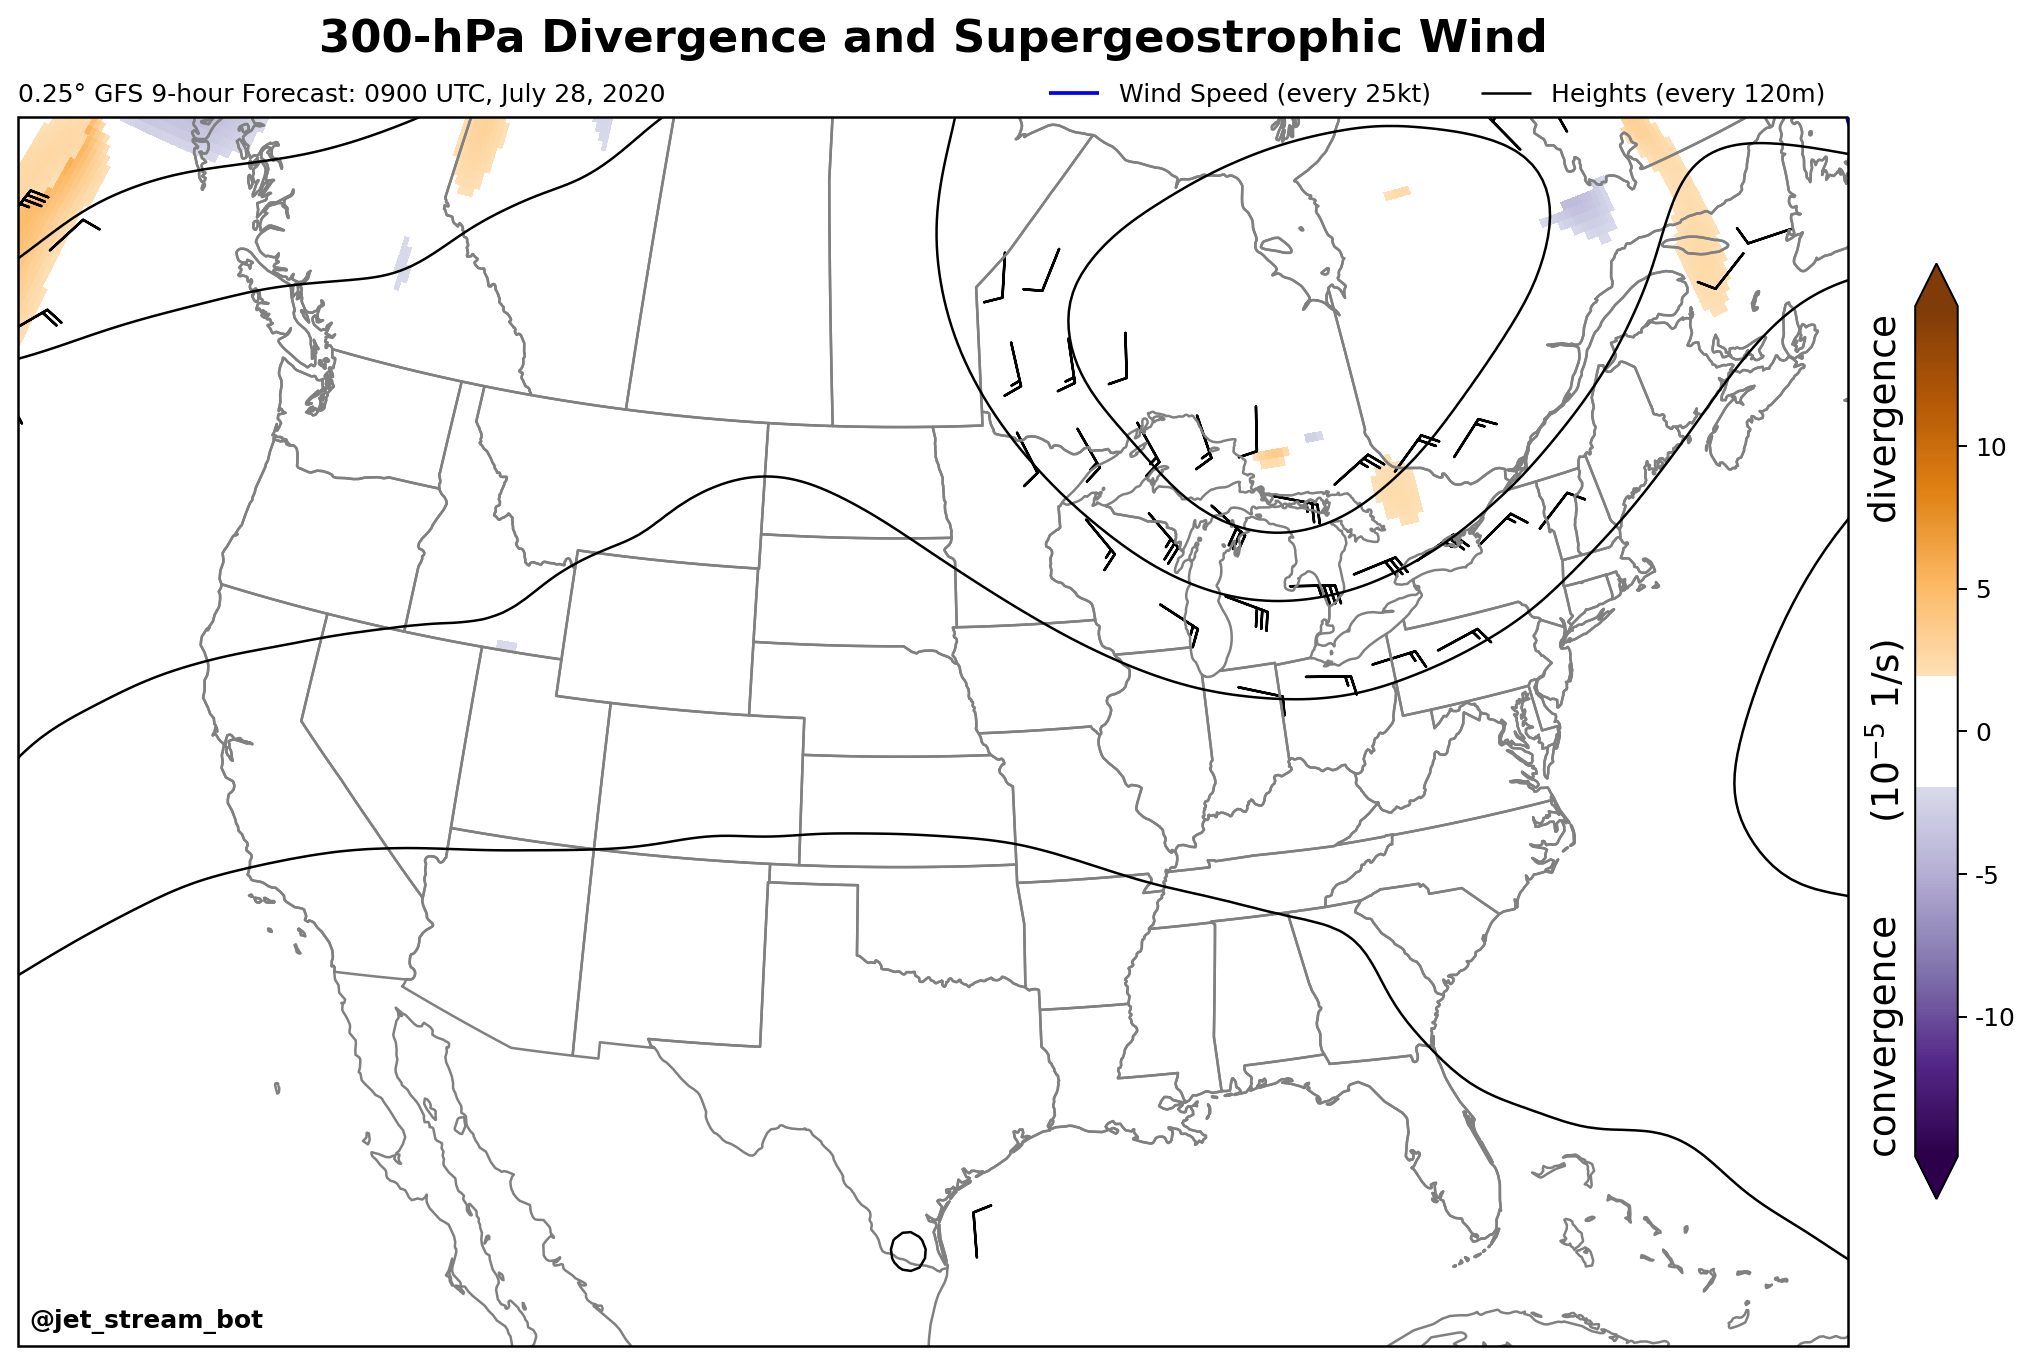 300-hPa Divergence and Supergeostrophic Wind
0.25° GFS 9-hour Forecast: 0900 UTC, July 28, 2020
Wind Speed (every 25kt)
Heights (every 120m)
10
5
0
-5
-10
convergence (10⁻⁵ 1/s) divergence
@jet_stream_bot